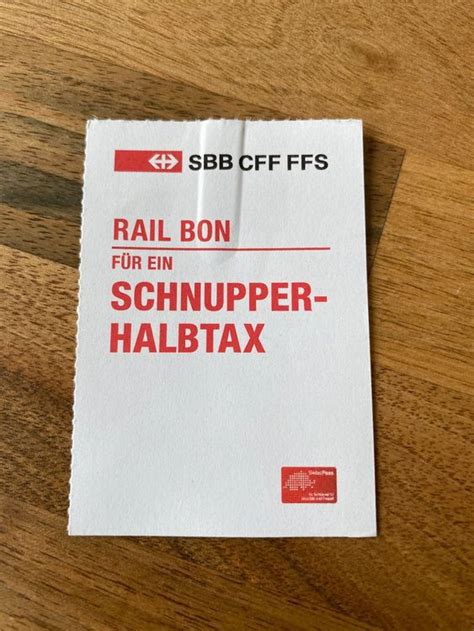 SBB CFF FFS
RAIL BON
FÜR EIN
SCHNUPPER-
HALBTAX
SwissPass